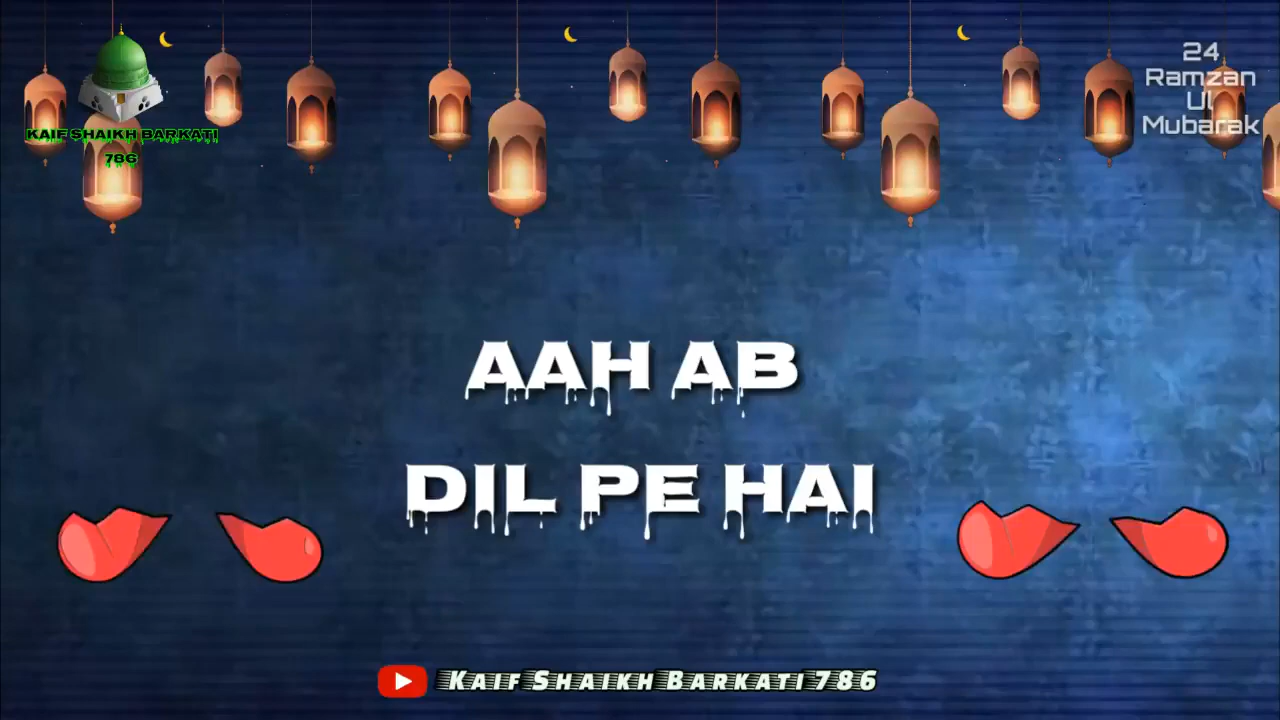 KAIF SHAIKH BARKATI
786
24
Ramzan
Ul
Mubarak
AAH AB
DIL PE HAI
KAIF SHAIKH BARKATI 786